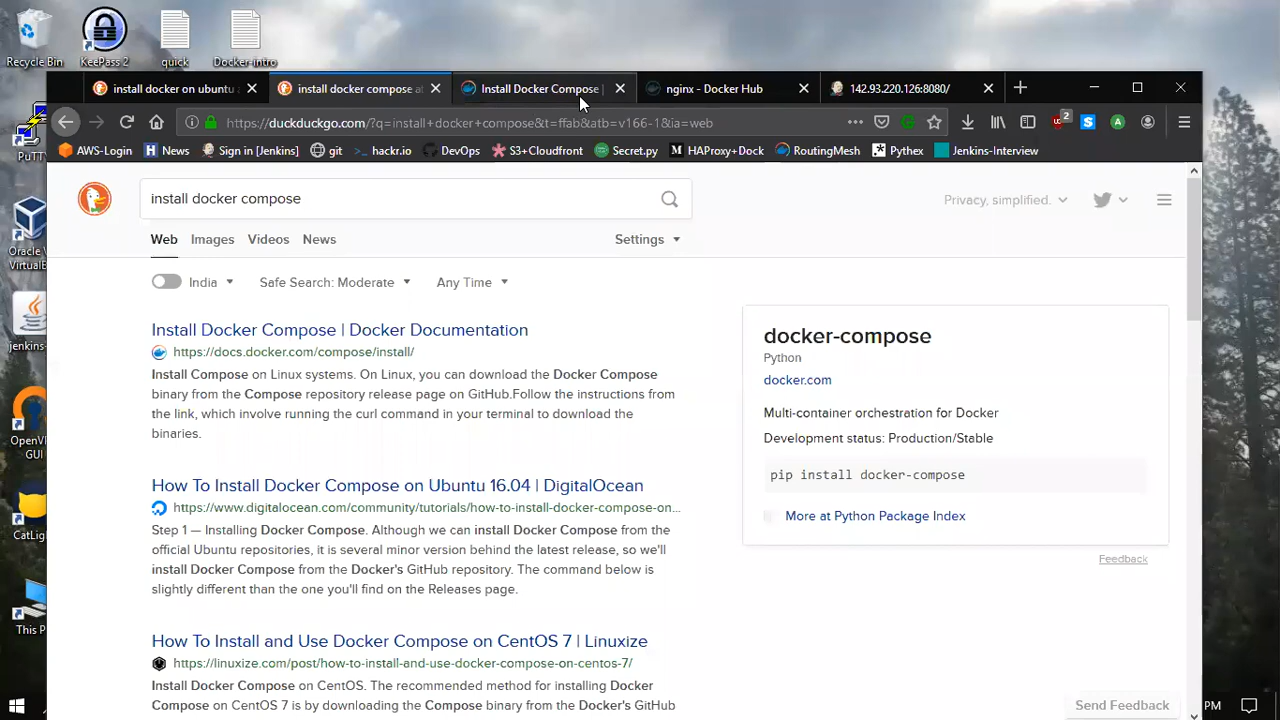 Recycle Bin
KeePass 2
quick
Docker-intro
install docker on ubuntu
install docker compose at
Install Docker Compose |
nginx - Docker Hub
142.93.220.126:8080/
https://duckduckgo.com/?q=install+docker+compose&t=ffab&atb=v166-1&ia=web
2
AWS-Login
News
Sign in [Jenkins]
git
hackr.io
DevOps
S3+Cloudfront
Secret.py
HAProxy+Dock
RoutingMesh
Pythex
Jenkins-Interview
PuTTY
install docker compose
Privacy, simplified.
Web
Images
Videos
News
Settings
India
Safe Search: Moderate
Any Time
Oracle V
VirtualB
jenkins-
OpenV
GUI
CatLigh
This P
Install Docker Compose | Docker Documentation
https://docs.docker.com/compose/install/
Install Compose on Linux systems. On Linux, you can download the Docker Compose
binary from the Compose repository release page on GitHub.Follow the instructions from
the link, which involve running the curl command in your terminal to download the
binaries.
How To Install Docker Compose on Ubuntu 16.04 | DigitalOcean
https://www.digitalocean.com/community/tutorials/how-to-install-docker-compose-on-...
Step 1 — Installing Docker Compose. Although we can install Docker Compose from the
official Ubuntu repositories, it is several minor version behind the latest release, so we'll
install Docker Compose from the Docker's GitHub repository. The command below is
slightly different than the one you'll find on the Releases page.
How To Install and Use Docker Compose on CentOS 7 | Linuxize
https://linuxize.com/post/how-to-install-and-use-docker-compose-on-centos-7/
Install Docker Compose on CentOS. The recommended method for installing Docker
Compose on CentOS 7 is by downloading the Compose binary from the Docker's GitHub
docker-compose
Python
docker.com
Multi-container orchestration for Docker
Development status: Production/Stable
pip install docker-compose
More at Python Package Index
Feedback
Send Feedback
PM